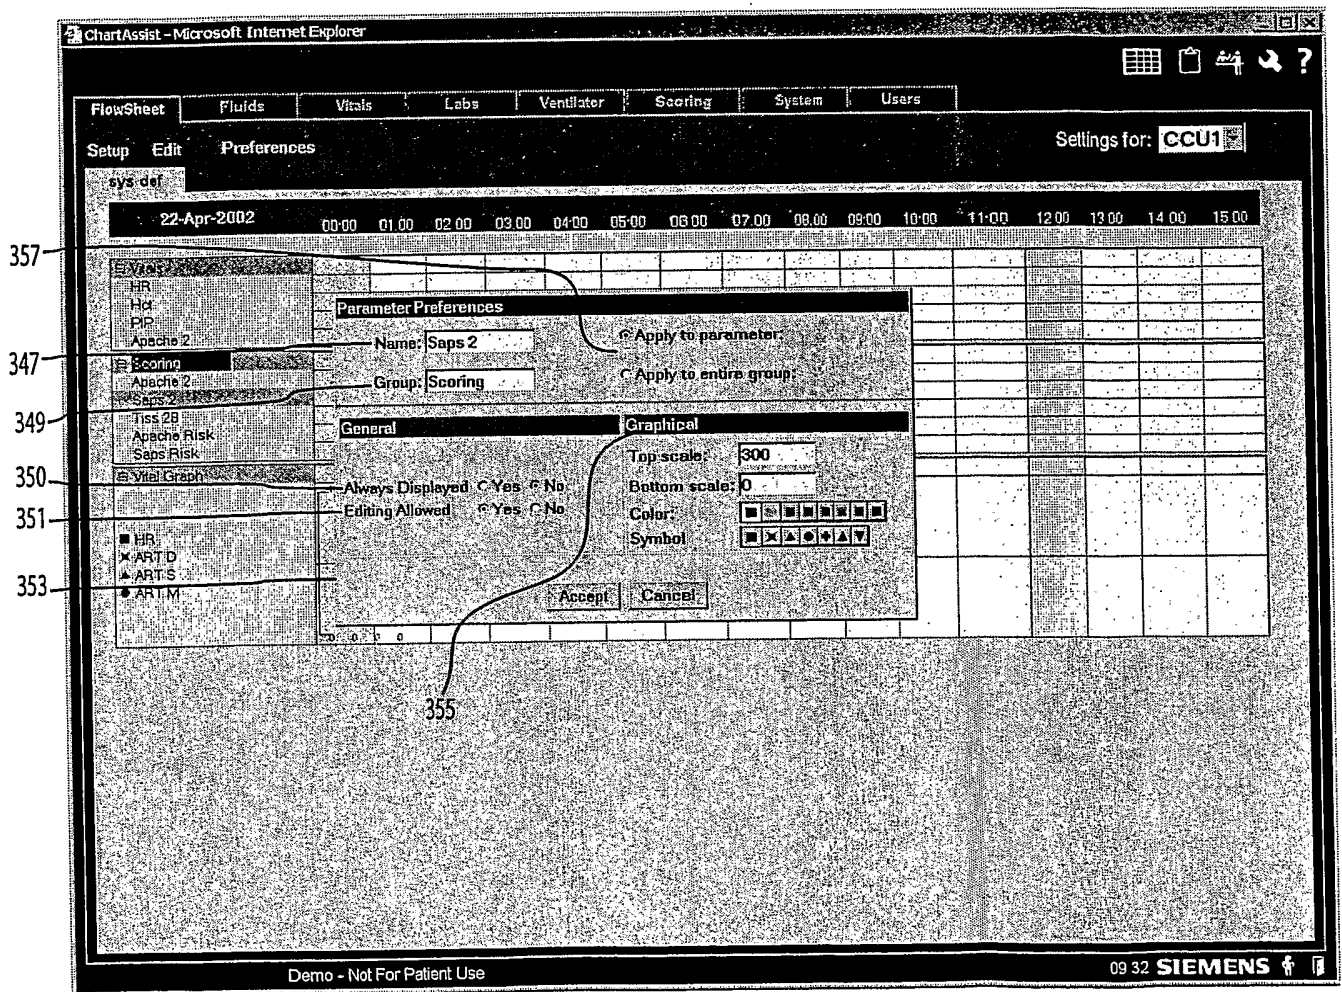 ChartAssist - Microsoft Internet Explorer
?
FlowSheet Fluids Vitals Labs Ventilator Scoring System Users
Setup Edit Preferences Settings for: CCU1
sys def
22-Apr-2002 00:00 01.00 02 00 03.00 04:00 05:00 06 00 07.00 08.00 09:00 10:00 11:00 12 00 13 00 14 00 15 00
357
Vitals
HR
Hct
PIP
Apache 2
347
Scoring
Apache 2
Saps 2
349
Tiss 28
Apache Risk
Saps Risk
350
Vital Graph
351
HR
ART D
353
ART S
ART M
Parameter Preferences
Name: Saps 2 Apply to parameter:
Group: Scoring Apply to entire group:
General Graphical
Top scale: 300
Always Displayed Yes No Bottom scale: 0
Editing Allowed Yes No Color:
Symbol
Accept Cancel
355
Demo - Not For Patient Use 09 32 SIEMENS